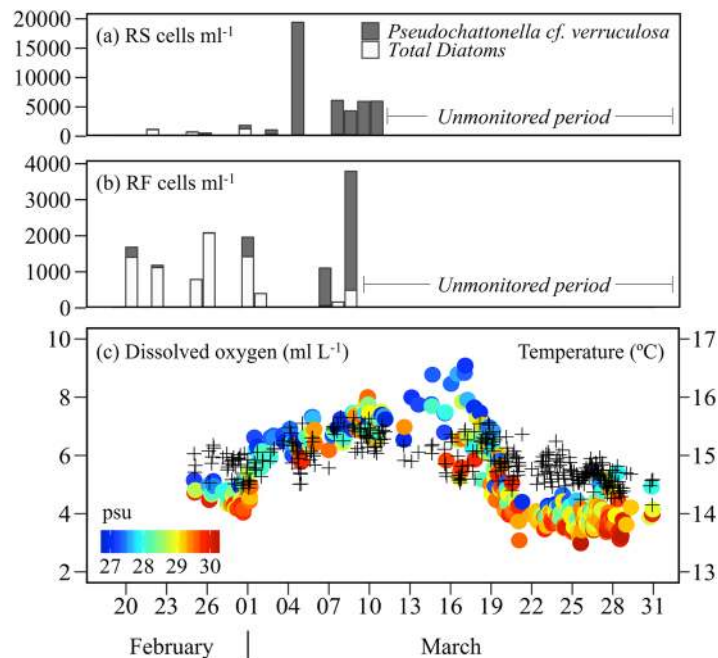 20000
15000
10000
5000
0
(a) RS cells ml⁻¹
Pseudochattonella cf. verruculosa
Total Diatoms
Unmonitored period
4000
3000
2000
1000
0
(b) RF cells ml⁻¹
Unmonitored period
10
8
6
4
2
(c) Dissolved oxygen (ml L⁻¹)
Temperature (ºC)
17
16
15
14
13
psu
27 28 29 30
20 23 26 01 04 07 10 13 16 19 22 25 28 31
February March